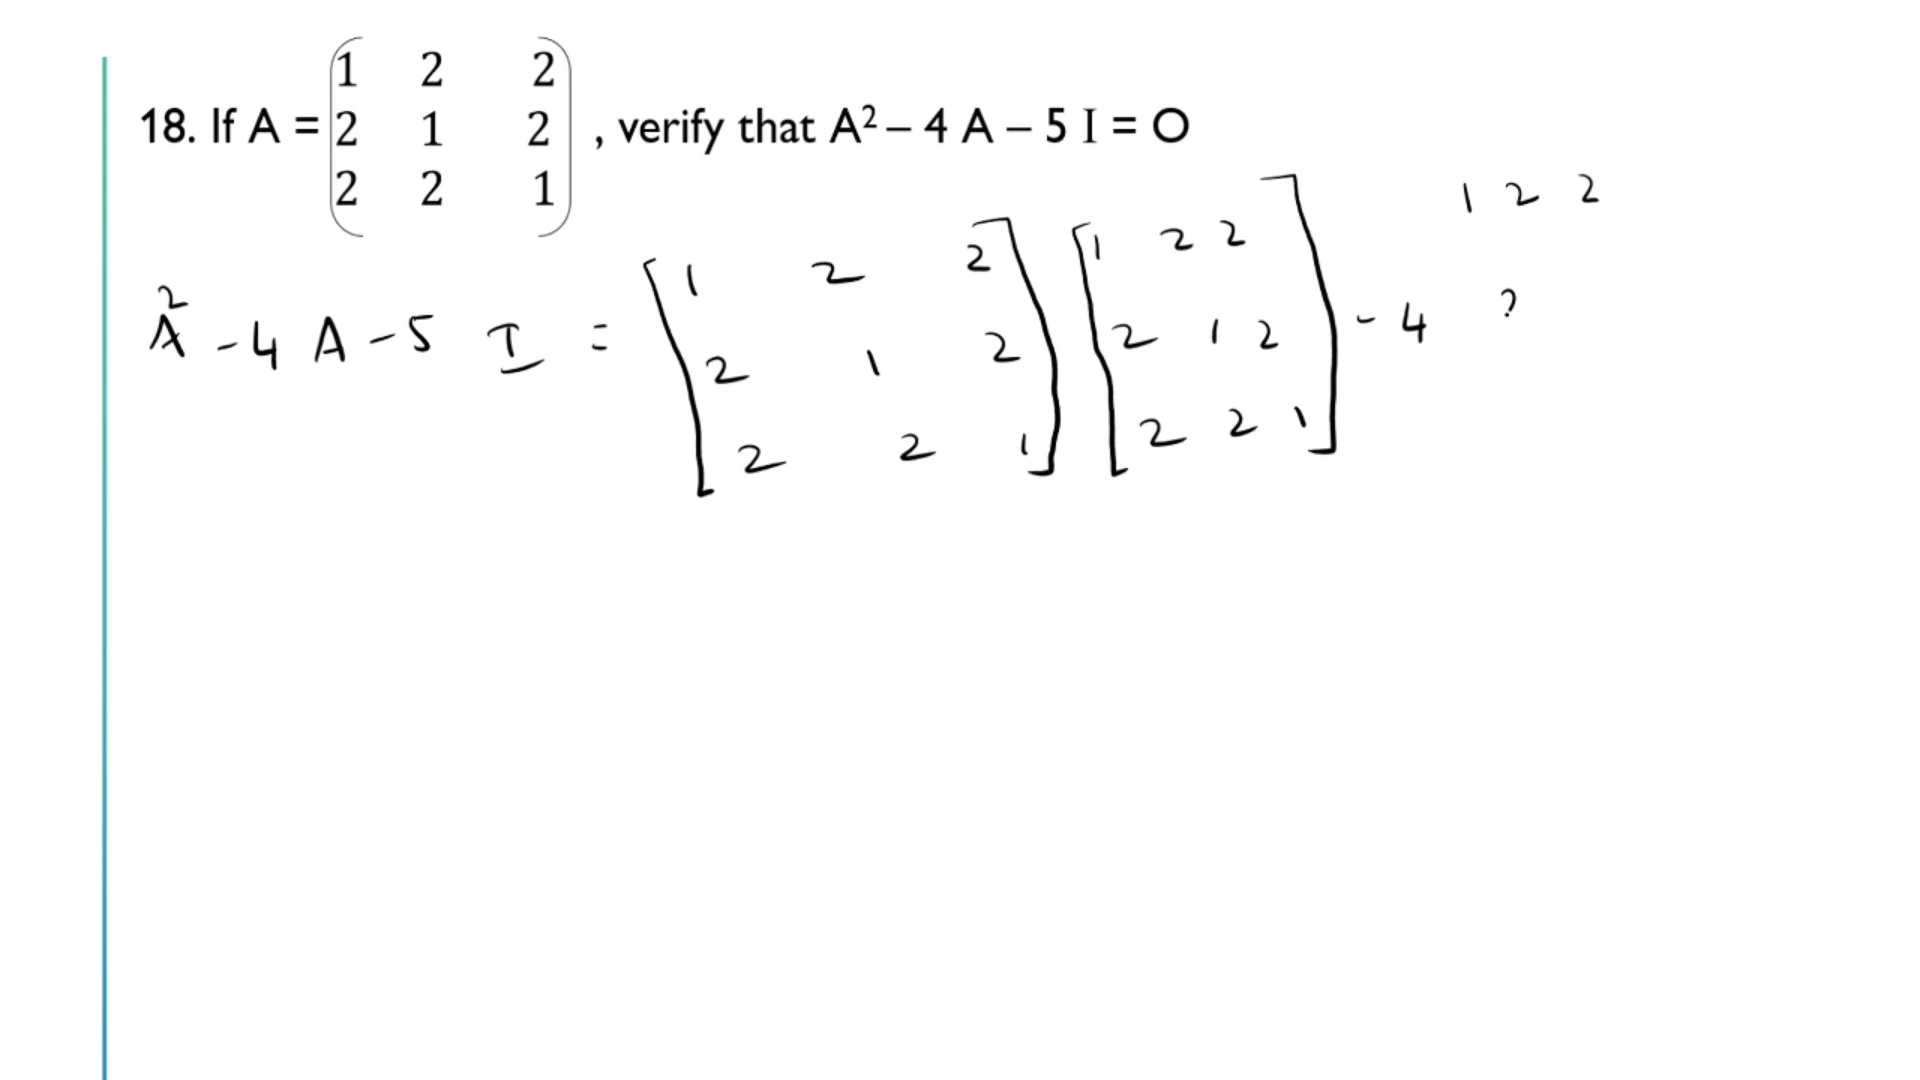 1 2 2
18. If A = 2 1 2 , verify that A² – 4 A – 5 I = O
2 2 1
A² - 4 A - 5 I = [1 2 2] [1 2 2] - 4 1 2 2
2 1 2 2 1 2
2 2 1 2 2 1